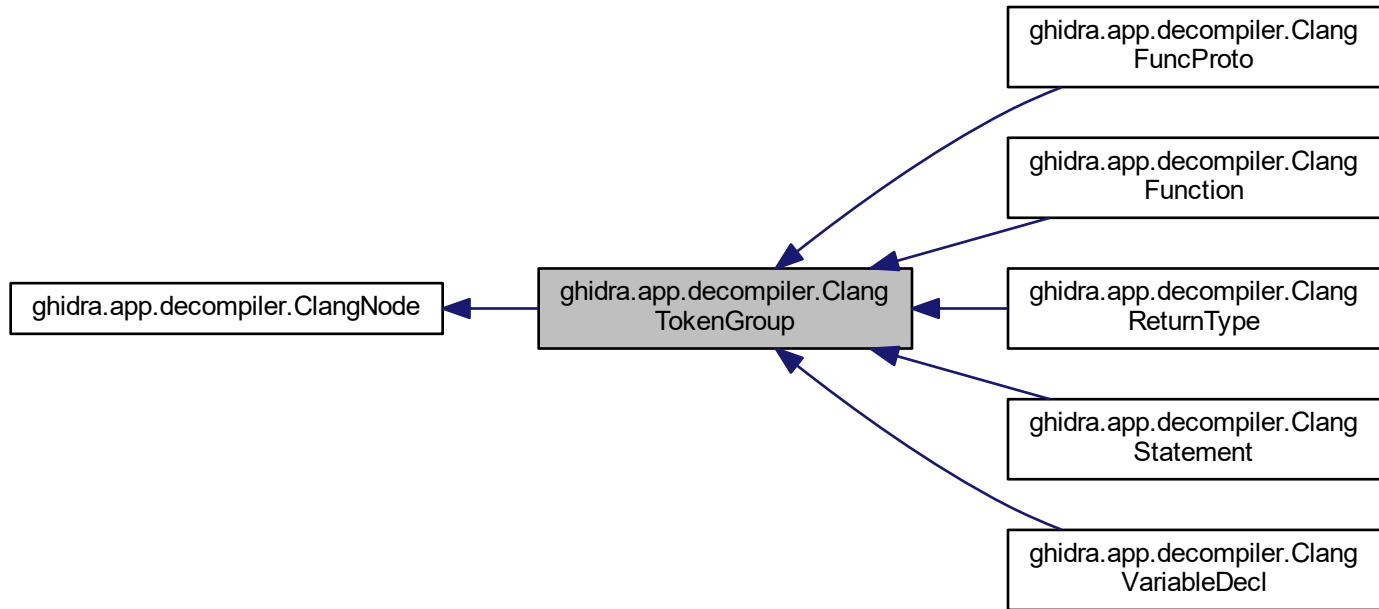 ghidra.app.decompiler.ClangNode
ghidra.app.decompiler.Clang
TokenGroup
ghidra.app.decompiler.Clang
FuncProto
ghidra.app.decompiler.Clang
Function
ghidra.app.decompiler.Clang
ReturnType
ghidra.app.decompiler.Clang
Statement
ghidra.app.decompiler.Clang
VariableDecl